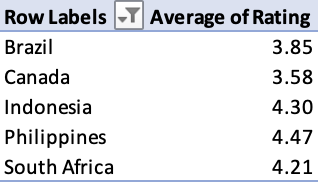 Row Labels Average of Rating
Brazil 3.85
Canada 3.58
Indonesia 4.30
Philippines 4.47
South Africa 4.21